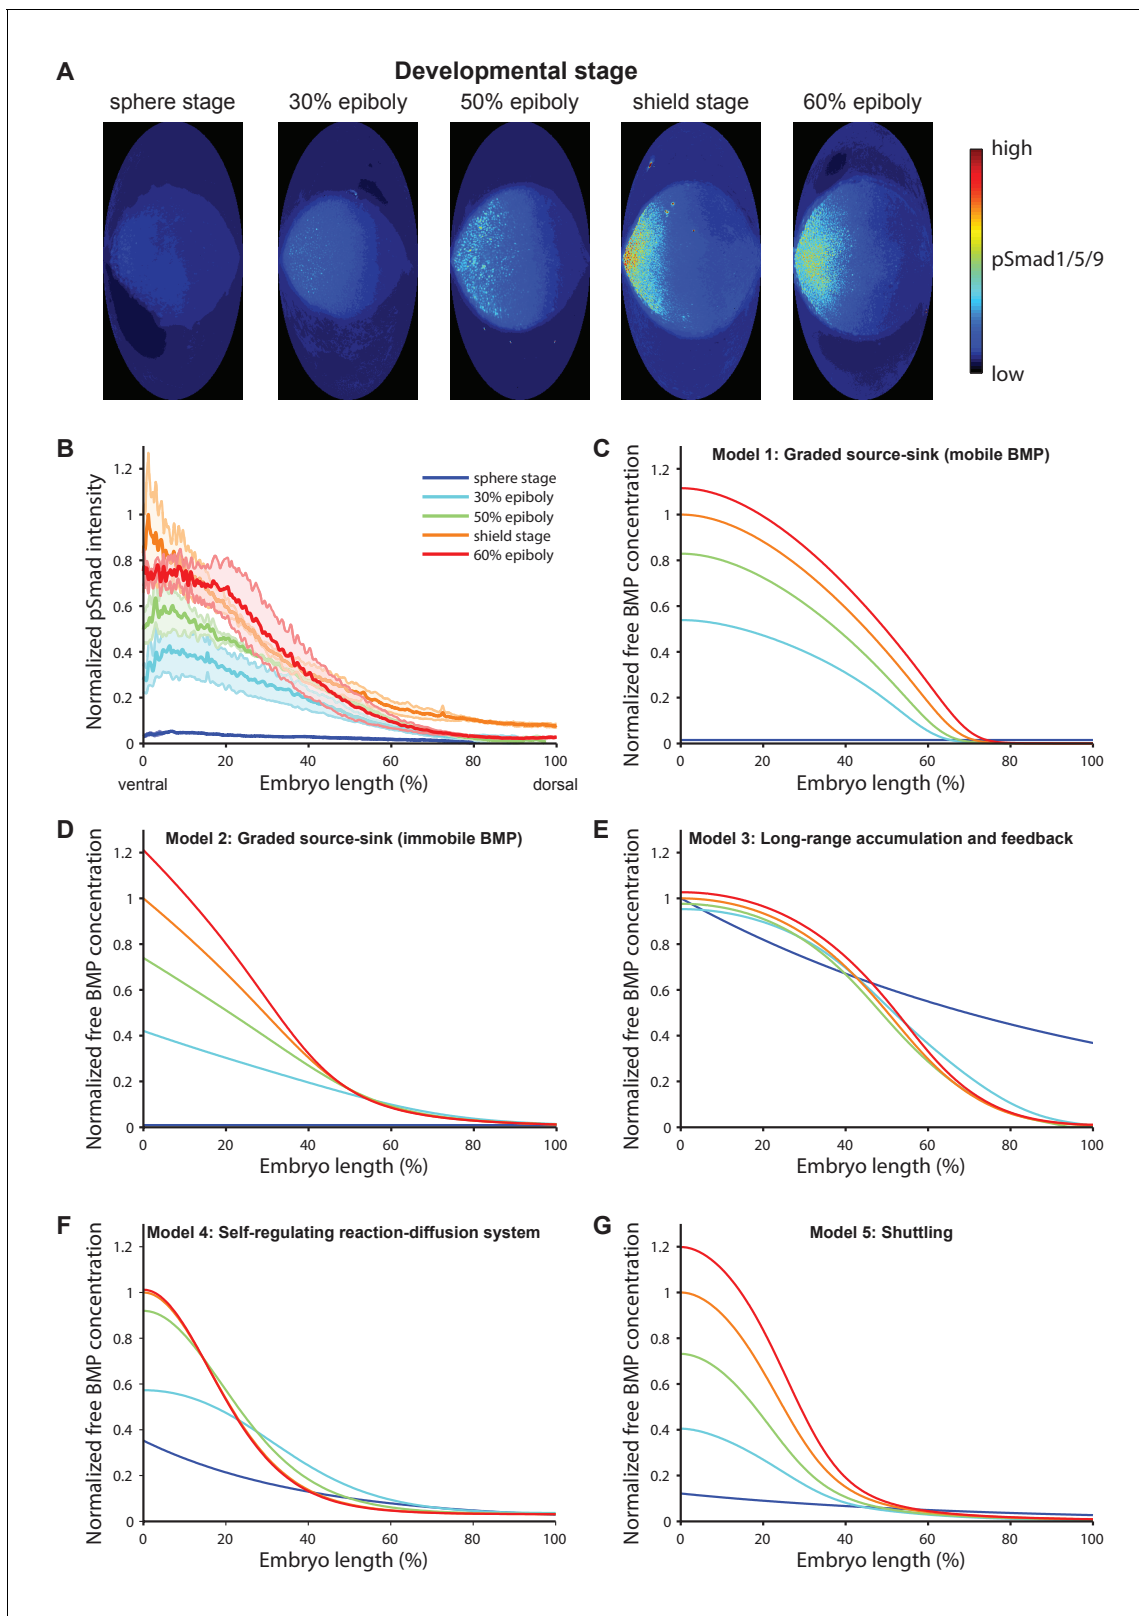 A
Developmental stage
sphere stage
30% epiboly
50% epiboly
shield stage
60% epiboly
high
pSmad1/5/9
low
B
Normalized pSmad intensity
1.2
1
0.8
0.6
0.4
0.2
0
sphere stage
30% epiboly
50% epiboly
shield stage
60% epiboly
0 20 40 60 80 100
ventral
Embryo length (%)
dorsal
C
Model 1: Graded source-sink (mobile BMP)
Normalized free BMP concentration
1.2
1
0.8
0.6
0.4
0.2
0
0 20 40 60 80 100
Embryo length (%)
D
Model 2: Graded source-sink (immobile BMP)
Normalized free BMP concentration
1.2
1
0.8
0.6
0.4
0.2
0
0 20 40 60 80 100
Embryo length (%)
E
Model 3: Long-range accumulation and feedback
Normalized free BMP concentration
1.2
1
0.8
0.6
0.4
0.2
0
0 20 40 60 80 100
Embryo length (%)
F
Model 4: Self-regulating reaction-diffusion system
Normalized free BMP concentration
1.2
1
0.8
0.6
0.4
0.2
0
0 20 40 60 80 100
Embryo length (%)
G
Model 5: Shuttling
Normalized free BMP concentration
1.2
1
0.8
0.6
0.4
0.2
0
0 20 40 60 80 100
Embryo length (%)